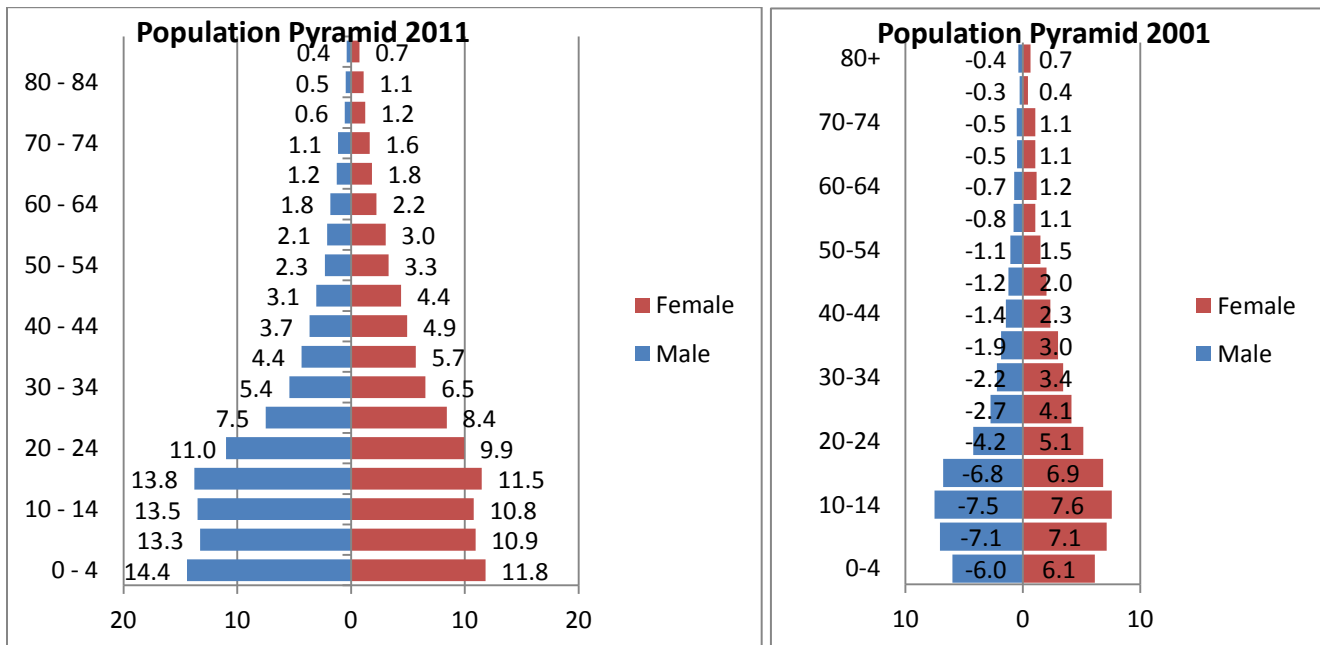 Population Pyramid 2011
0.4 0.7
80 - 84 0.5 1.1
0.6 1.2
70 - 74 1.1 1.6
1.2 1.8
60 - 64 1.8 2.2
2.1 3.0
50 - 54 2.3 3.3
3.1 4.4
40 - 44 3.7 4.9
4.4 5.7
30 - 34 5.4 6.5
7.5 8.4
20 - 24 11.0 9.9
13.8 11.5
10 - 14 13.5 10.8
13.3 10.9
0 - 4 14.4 11.8
20 10 0 10 20
Female
Male
Population Pyramid 2001
80+ -0.4 0.7
-0.3 0.4
70-74 -0.5 1.1
-0.5 1.1
60-64 -0.7 1.2
-0.8 1.1
50-54 -1.1 1.5
-1.2 2.0
40-44 -1.4 2.3
-1.9 3.0
30-34 -2.2 3.4
-2.7 4.1
20-24 -4.2 5.1
-6.8 6.9
10-14 -7.5 7.6
-7.1 7.1
0-4 -6.0 6.1
10 0 10
Female
Male